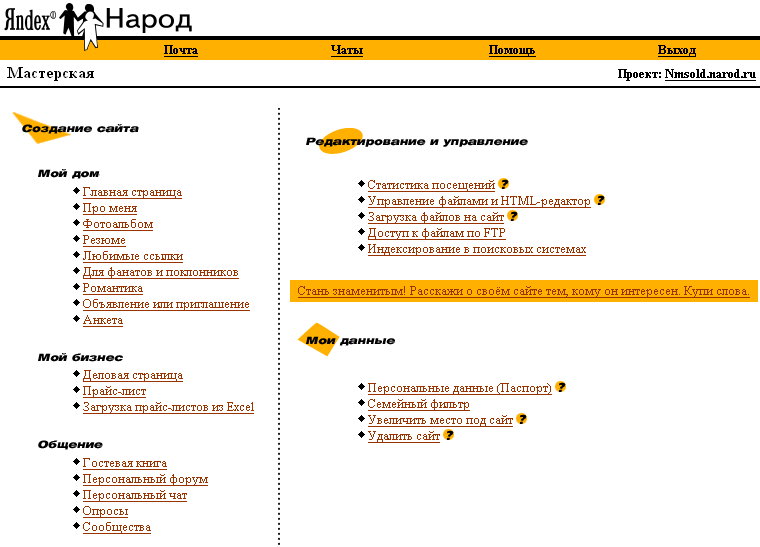 Яndex® Народ
Почта Чаты Помощь Выход
Мастерская Проект: Nmsold.narod.ru
Создание сайта
Мой дом
Главная страница
Про меня
Фотоальбом
Резюме
Любимые ссылки
Для фанатов и поклонников
Романтика
Объявление или приглашение
Анкета
Мой бизнес
Деловая страница
Прайс-лист
Загрузка прайс-листов из Excel
Общение
Гостевая книга
Персональный форум
Персональный чат
Опросы
Сообщества
Редактирование и управление
Статистика посещений ?
Управление файлами и HTML-редактор ?
Загрузка файлов на сайт ?
Доступ к файлам по FTP
Индексирование в поисковых системах
Стань знаменитым! Расскажи о своём сайте тем, кому он интересен. Купи слова.
Мои данные
Персональные данные (Паспорт) ?
Семейный фильтр
Увеличить место под сайт ?
Удалить сайт ?